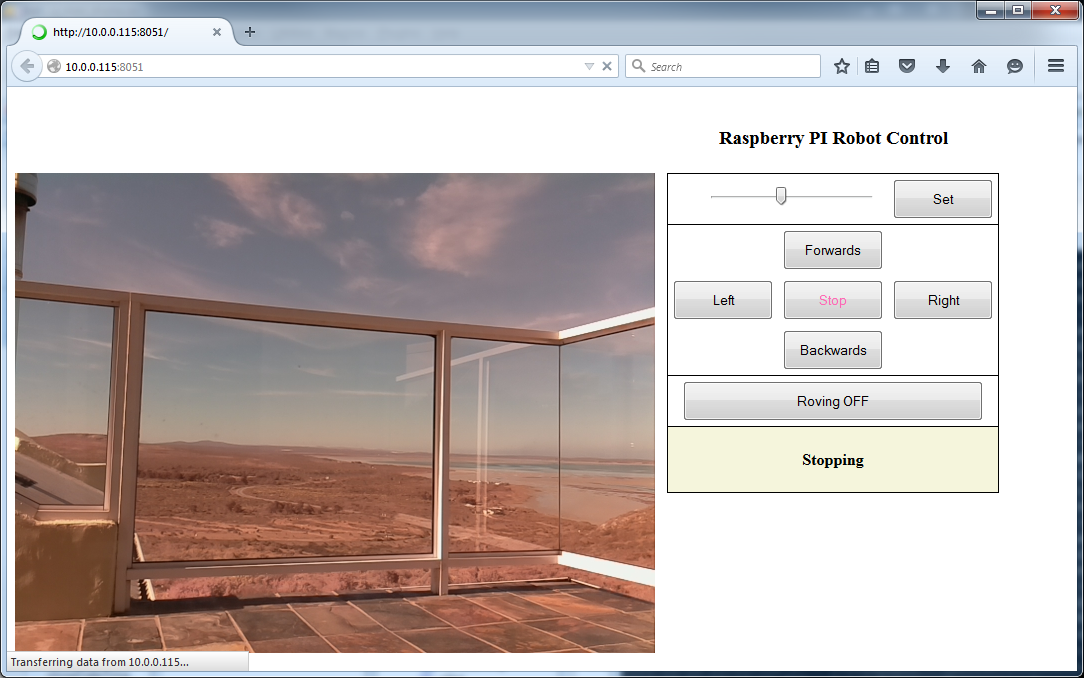 http://10.0.0.115:8051/
10.0.0.115:8051
Search
Raspberry PI Robot Control
Set
Forwards
Left
Stop
Right
Backwards
Roving OFF
Stopping
Transferring data from 10.0.0.115...